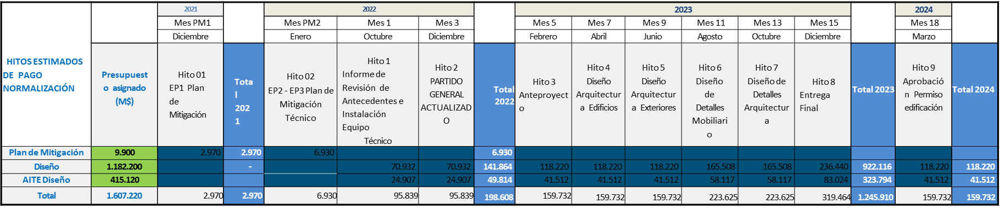 2021 2022 2023 2024
Mes PM1 Mes PM2 Mes 1 Mes 3 Mes 5 Mes 7 Mes 9 Mes 11 Mes 13 Mes 15 Mes 18
Diciembre Enero Octubre Diciembre Febrero Abril Junio Agosto Octubre Diciembre Marzo
HITOS ESTIMADOS
DE PAGO
NORMALIZACIÓN
Presupuest
o asignado
(M$)
Hito 01
EP1 Plan
de
Mitigación
Tota
l
202
1
Hito 02
EP2 - EP3 Plan de
Mitigación
Técnico
Hito 1
Informe de
Revisión de
Antecedentes e
Instalación
Equipo
Técnico
Hito 2
PARTIDO
GENERAL
ACTUALIZAD
O
Total
2022
Hito 3
Anteproyect
o
Hito 4
Diseño
Arquitectur
a Edificios
Hito 5
Diseño
Arquitectur
a Exteriores
Hito 6
Diseño
de
Detalles
Mobiliari
o
Hito 7
Diseño de
Detalles
Arquitectur
a
Hito 8
Entrega
Final
Total 2023
Hito 9
Aprobació
n Permiso
edificación
Total 2024
Plan de Mitigación 9.900 2.970 2.970 6.930 6.930
Diseño 1.182.200 - 70.932 70.932 141.864 118.220 118.220 118.220 165.508 165.508 236.440 922.116 118.220 118.220
AITE Diseño 415.120 24.907 24.907 49.814 41.512 41.512 41.512 58.117 58.117 83.024 323.794 41.512 41.512
Total 1.607.220 2.970 2.970 6.930 95.839 95.839 198.608 159.732 159.732 159.732 223.625 223.625 319.464 1.245.910 159.732 159.732